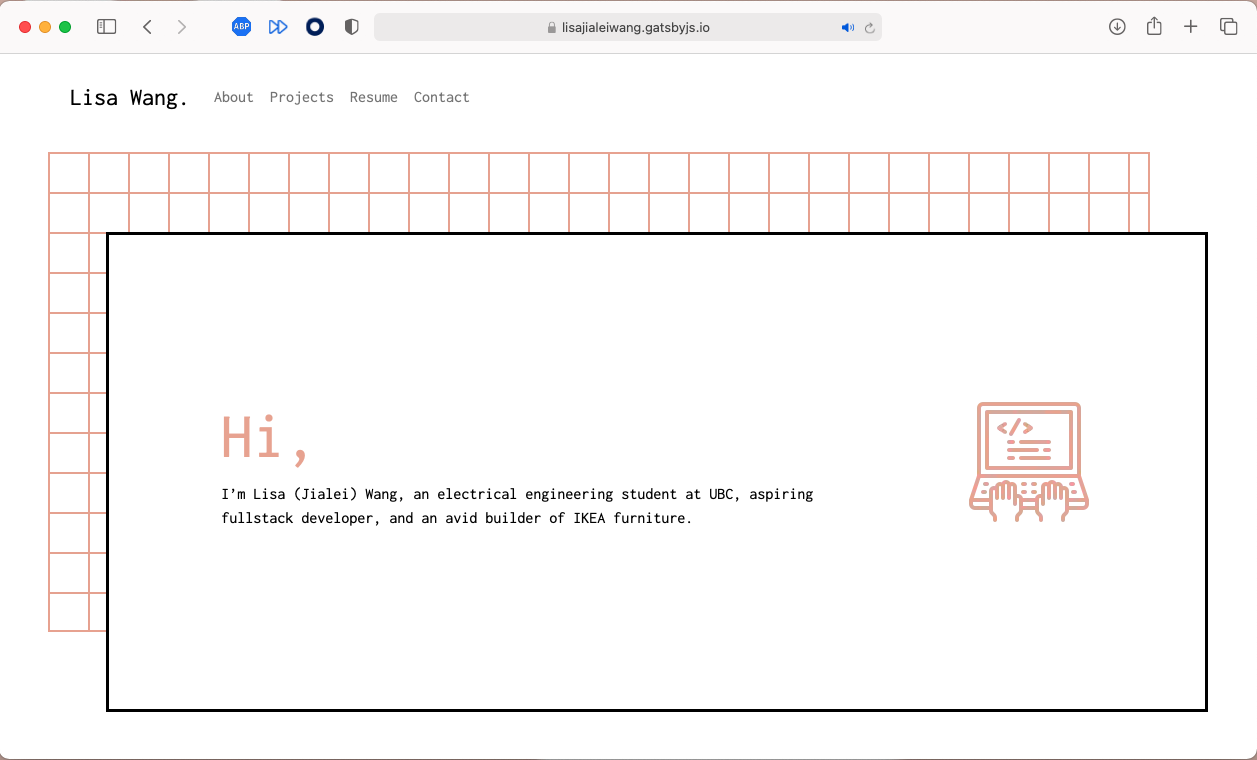 ABP
lisajialeiwang.gatsbyjs.io
Lisa Wang. About Projects Resume Contact
Hi,
</>
I’m Lisa (Jialei) Wang, an electrical engineering student at UBC, aspiring
fullstack developer, and an avid builder of IKEA furniture.